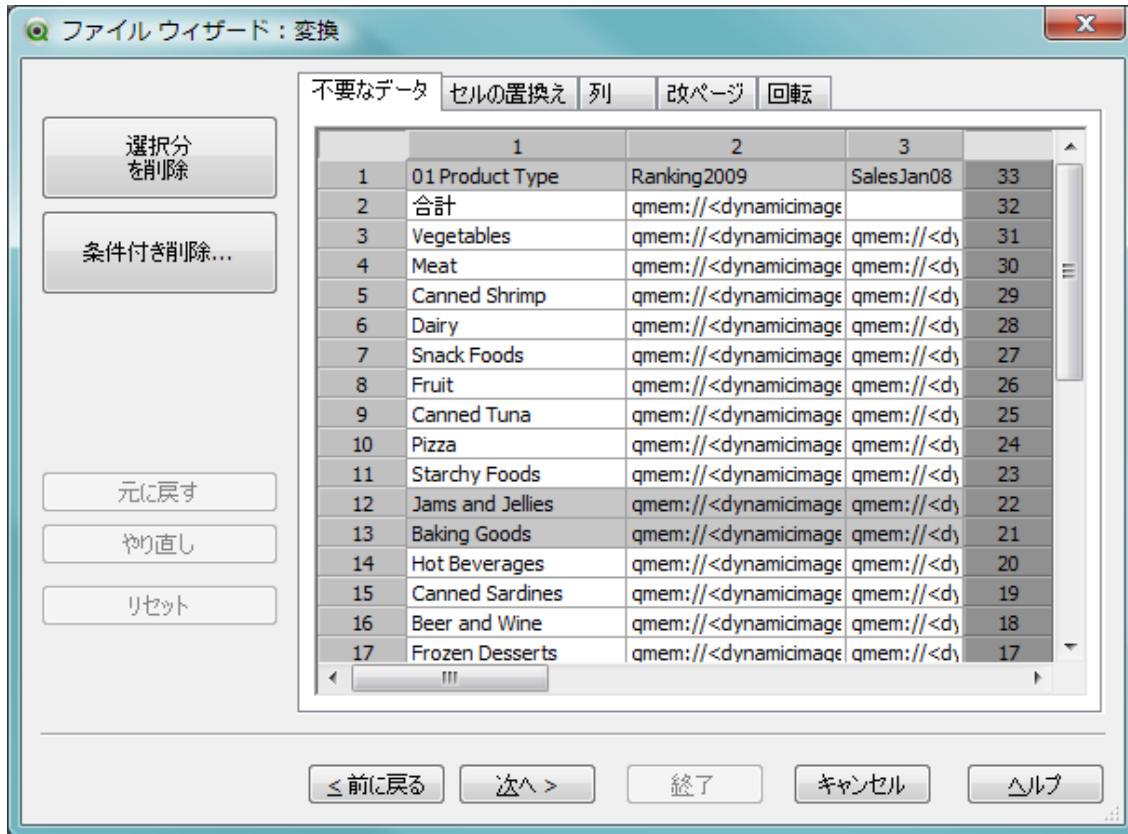 ファイル ウィザード：変換
不要なデータ セルの置換え 列 改ページ 回転
選択分
を削除
条件付き削除...
元に戻す
やり直し
リセット
1 2 3
1 01 Product Type Ranking2009 SalesJan08 33
2 合計 qmem://<dynamicimage 32
3 Vegetables qmem://<dynamicimage qmem://<dy 31
4 Meat qmem://<dynamicimage qmem://<dy 30
5 Canned Shrimp qmem://<dynamicimage qmem://<dy 29
6 Dairy qmem://<dynamicimage qmem://<dy 28
7 Snack Foods qmem://<dynamicimage qmem://<dy 27
8 Fruit qmem://<dynamicimage qmem://<dy 26
9 Canned Tuna qmem://<dynamicimage qmem://<dy 25
10 Pizza qmem://<dynamicimage qmem://<dy 24
11 Starchy Foods qmem://<dynamicimage qmem://<dy 23
12 Jams and Jellies qmem://<dynamicimage qmem://<dy 22
13 Baking Goods qmem://<dynamicimage qmem://<dy 21
14 Hot Beverages qmem://<dynamicimage qmem://<dy 20
15 Canned Sardines qmem://<dynamicimage qmem://<dy 19
16 Beer and Wine qmem://<dynamicimage qmem://<dy 18
17 Frozen Desserts qmem://<dynamicimage qmem://<dy 17
< 前に戻る 次へ > 終了 キャンセル ヘルプ